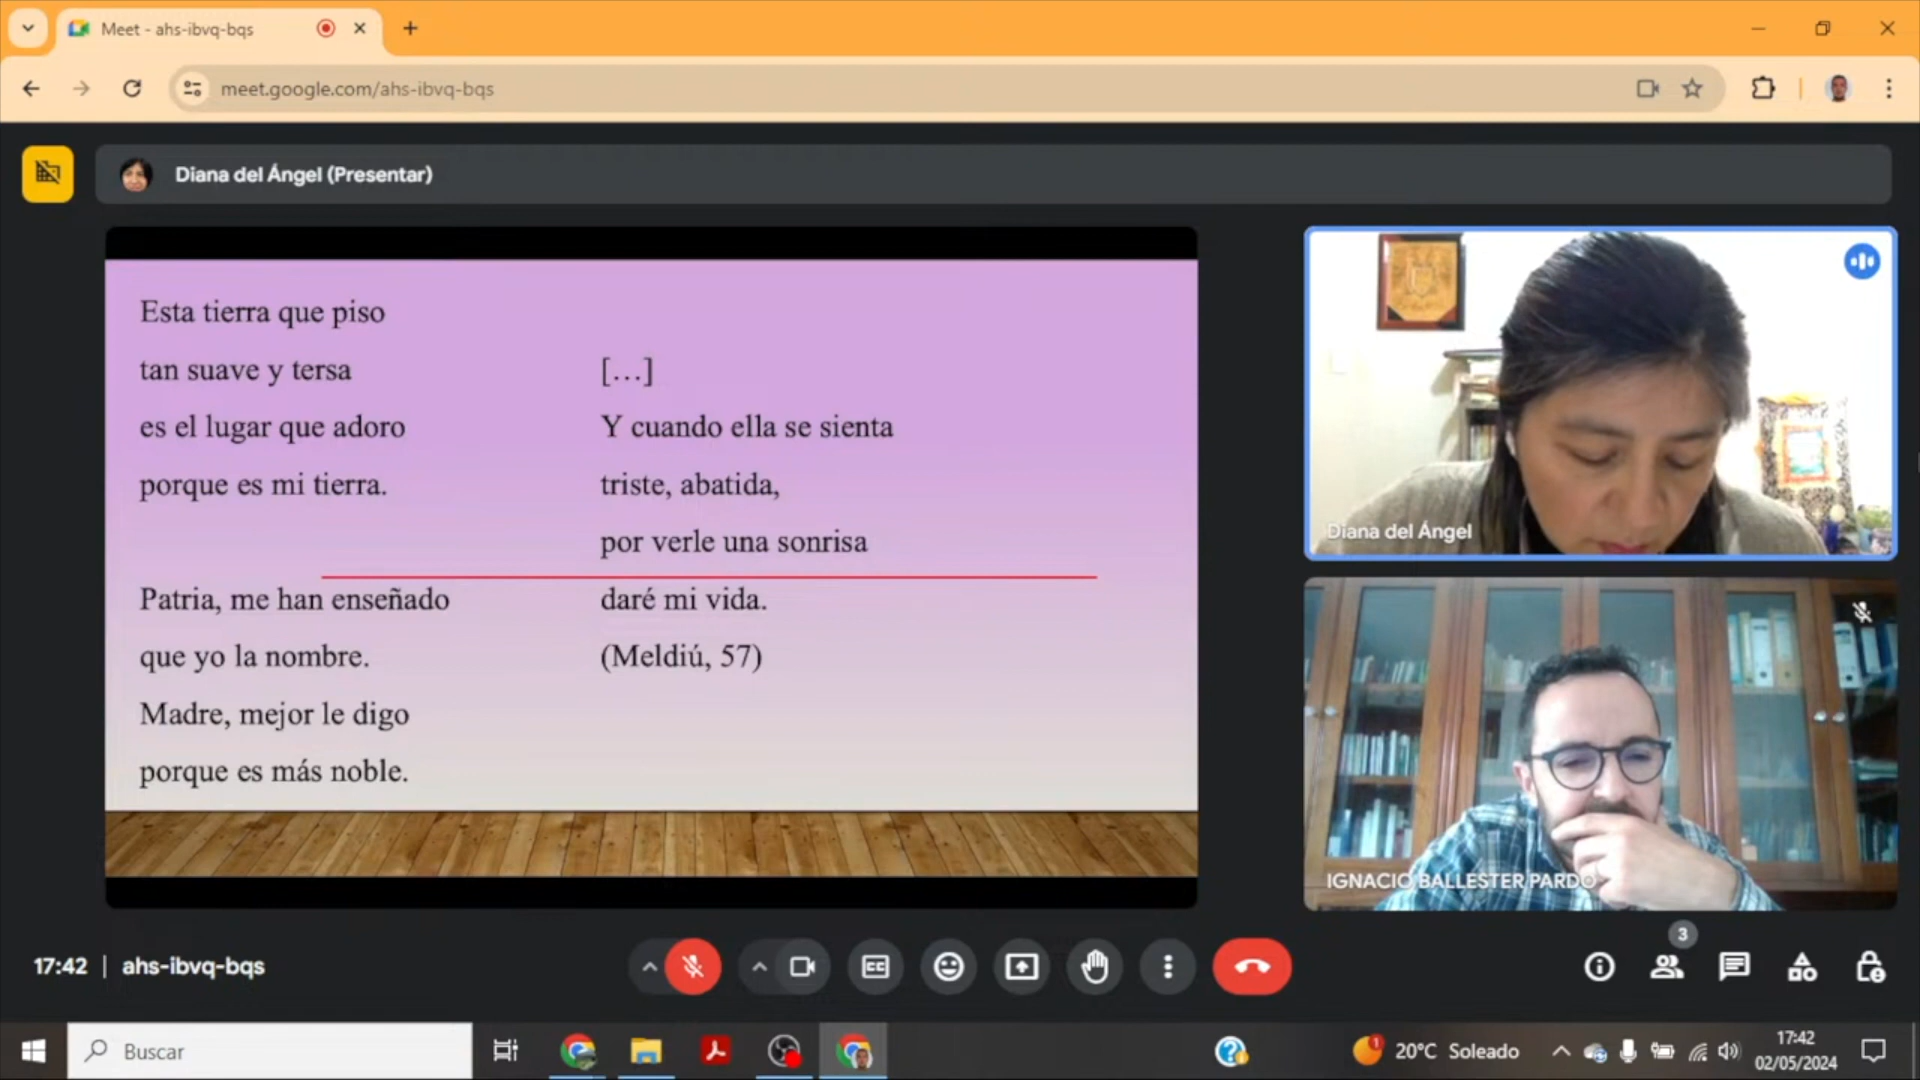 Meet - ahs-ibvq-bqs
meet.google.com/ahs-ibvq-bqs
Diana del Ángel (Presentar)
Esta tierra que piso
tan suave y tersa
es el lugar que adoro
porque es mi tierra.
Patria, me han enseñado
que yo la nombre.
Madre, mejor le digo
porque es más noble.
[…]
Y cuando ella se sienta
triste, abatida,
por verle una sonrisa
daré mi vida.
(Meldiú, 57)
Diana del Ángel
IGNACIO BALLESTER PARDO
17:42 | ahs-ibvq-bqs
3
Buscar
1
20°C Soleado
17:42
02/05/2024